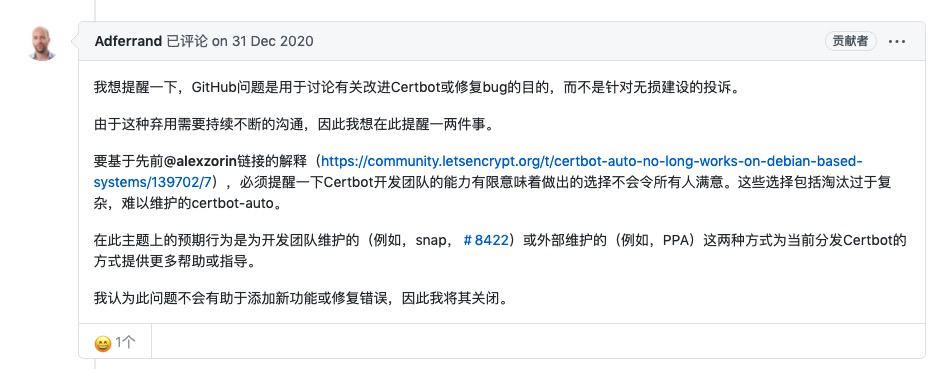 Adferrand 已评论 on 31 Dec 2020 贡献者
我想提醒一下，GitHub问题是用于讨论有关改进Certbot或修复bug的目的，而不是针对无损建设的投诉。
由于这种弃用需要持续不断的沟通，因此我想在此提醒一两件事。
要基于先前@alexzorin链接的解释（https://community.letsencrypt.org/t/certbot-auto-no-long-works-on-debian-based-
systems/139702/7），必须提醒一下Certbot开发团队的能力有限意味着做出的选择不会令所有人满意。这些选择包括淘汰过于复
杂，难以维护的certbot-auto。
在此主题上的预期行为是为开发团队维护的（例如，snap，＃8422）或外部维护的（例如，PPA）这两种方式为当前分发Certbot的
方式提供更多帮助或指导。
我认为此问题不会有助于添加新功能或修复错误，因此我将其关闭。
1个